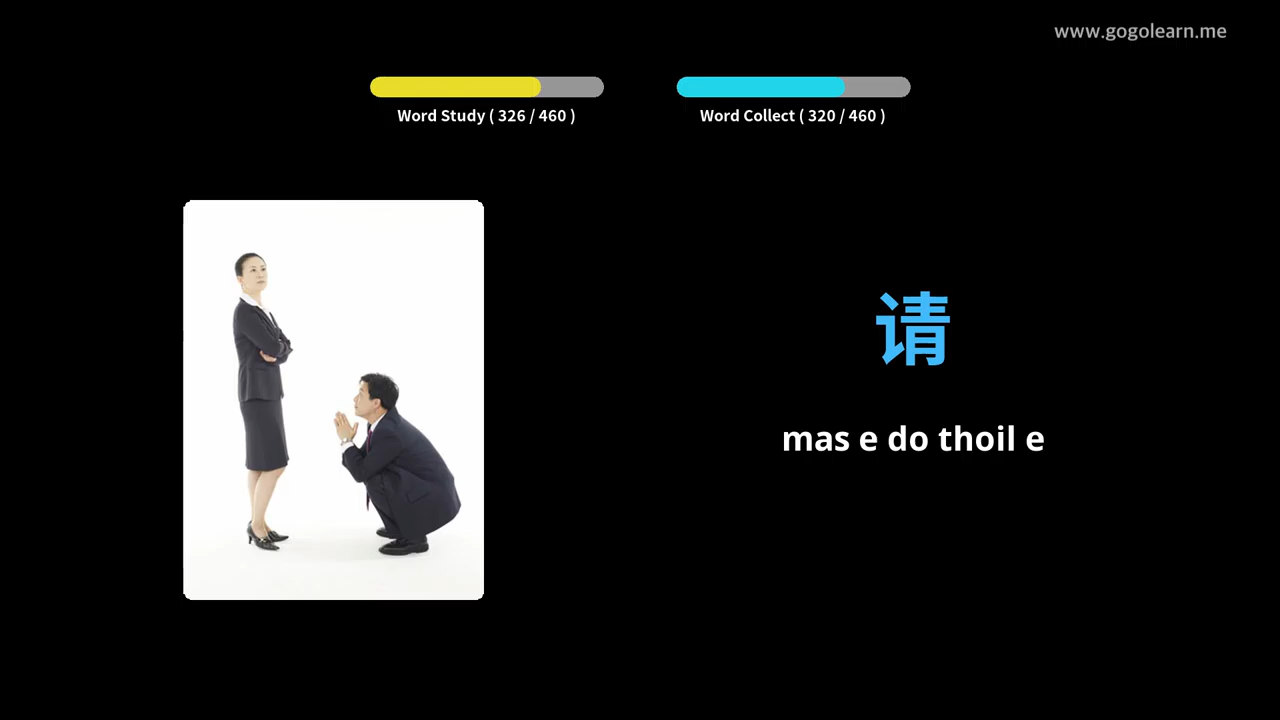 www.gogolearn.me
Word Study ( 326 / 460 )
Word Collect ( 320 / 460 )
请
mas e do thoil e